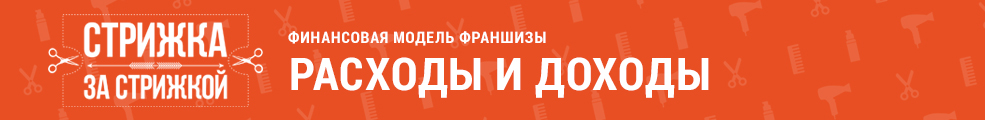 СТРИЖКА
ЗА СТРИЖКОЙ
ФИНАНСОВАЯ МОДЕЛЬ ФРАНШИЗЫ
РАСХОДЫ И ДОХОДЫ